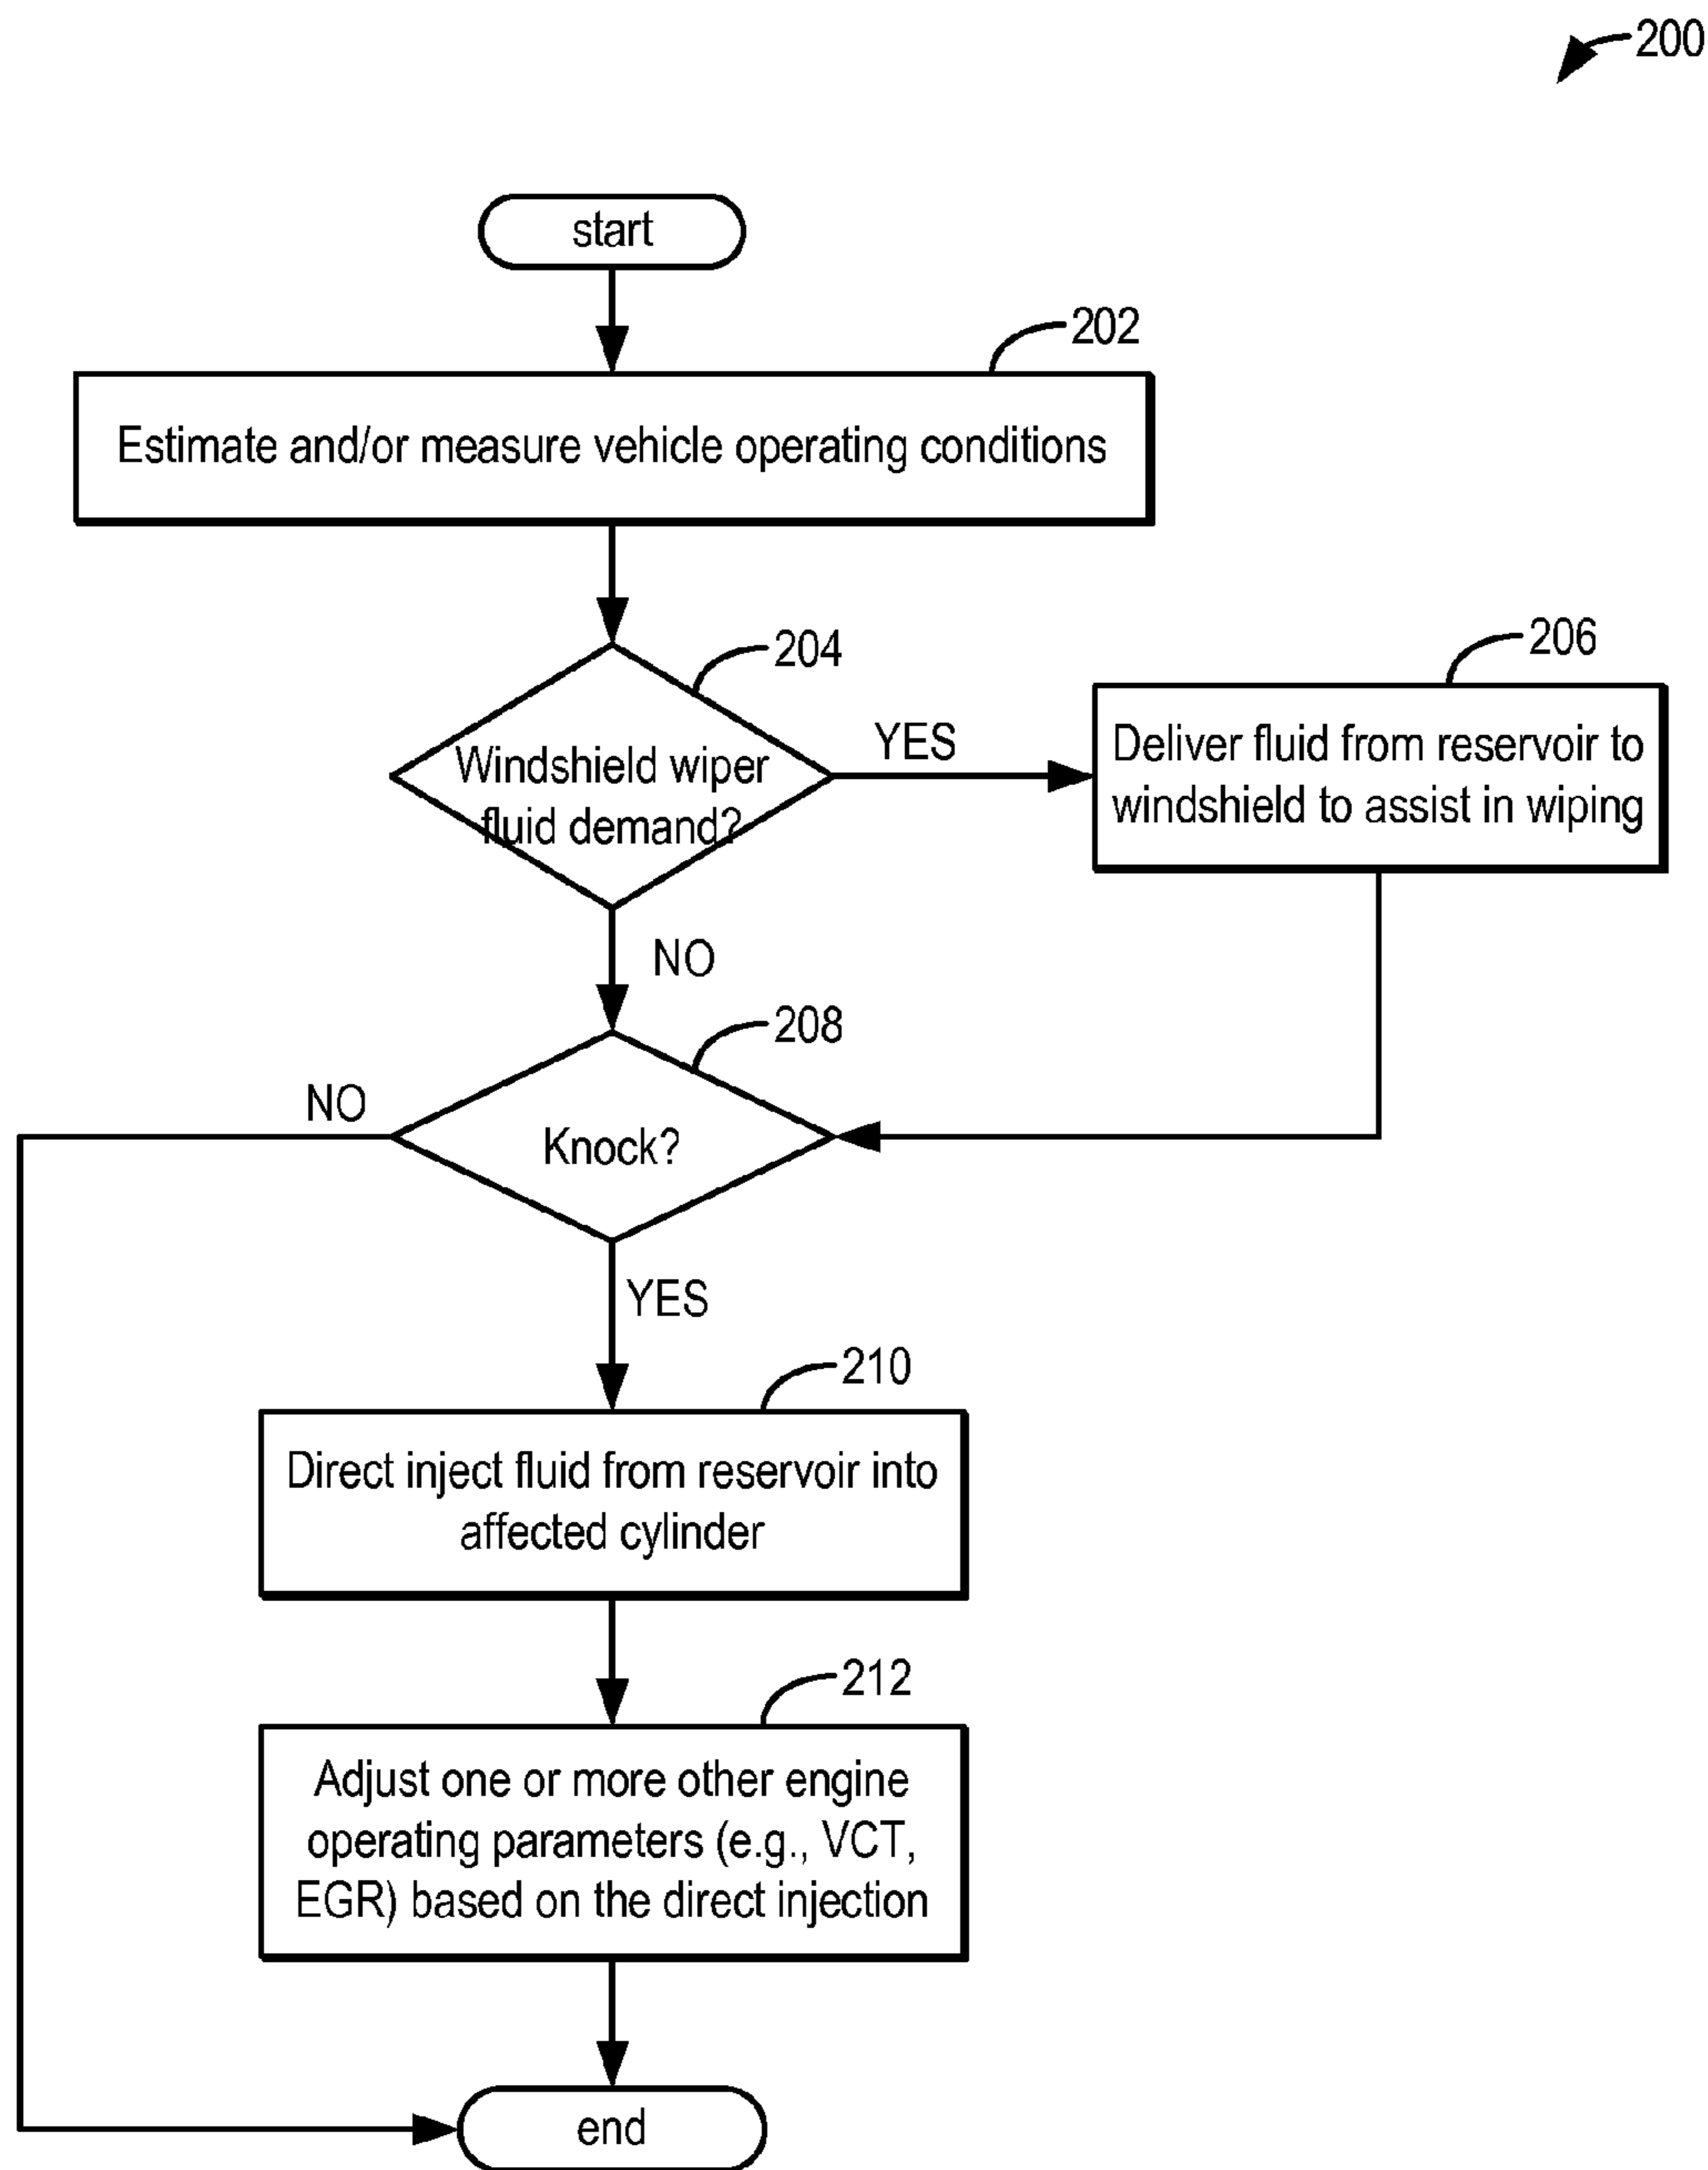 200
start
202
Estimate and/or measure vehicle operating conditions
204
Windshield wiper
fluid demand?
YES
206
Deliver fluid from reservoir to
windshield to assist in wiping
NO
208
Knock?
NO
YES
210
Direct inject fluid from reservoir into
affected cylinder
212
Adjust one or more other engine
operating parameters (e.g., VCT,
EGR) based on the direct injection
end